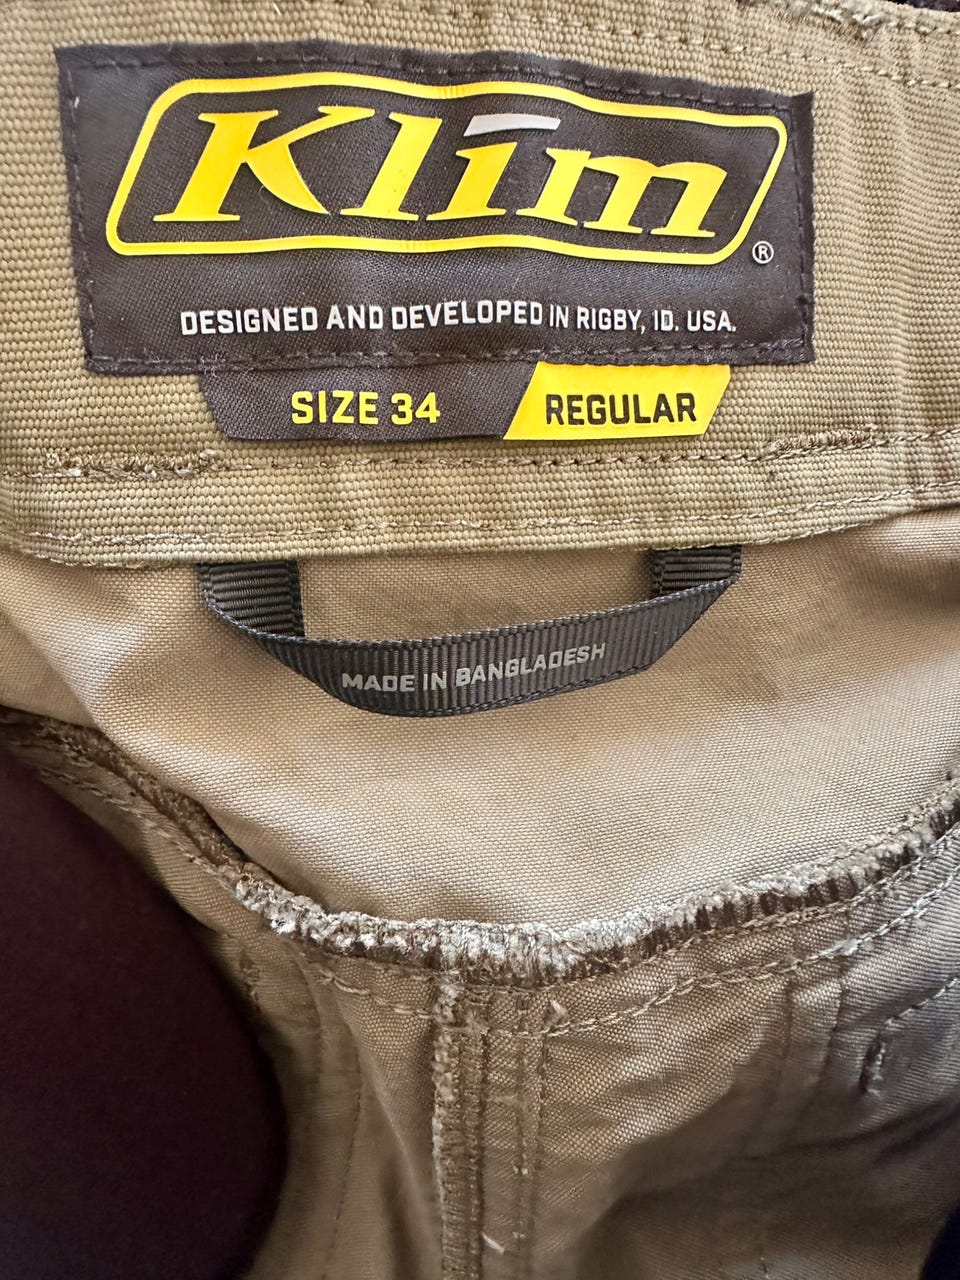 Klim®
DESIGNED AND DEVELOPED IN RIGBY, ID. USA.
SIZE 34 REGULAR
MADE IN BANGLADESH